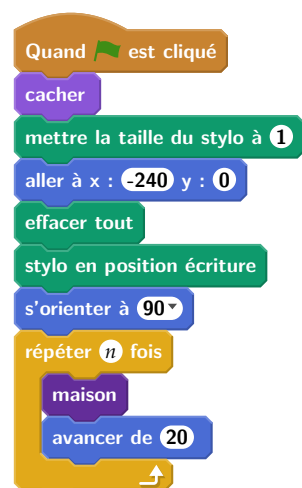 Quand est cliqué
cacher
mettre la taille du stylo à 1
aller à x : -240 y : 0
effacer tout
stylo en position écriture
s'orienter à 90
répéter n fois
maison
avancer de 20